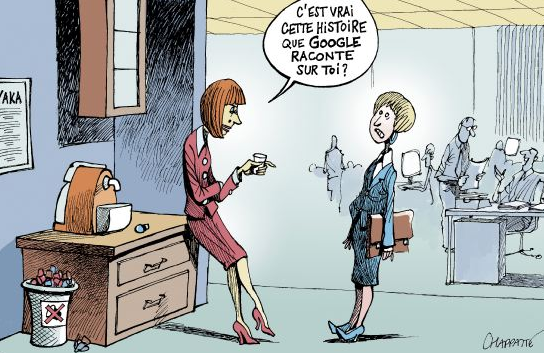 C'EST VRAI
CETTE HISTOIRE
QUE GOOGLE
RACONTE
SUR TOI?
YAKA
CHAPPATTE